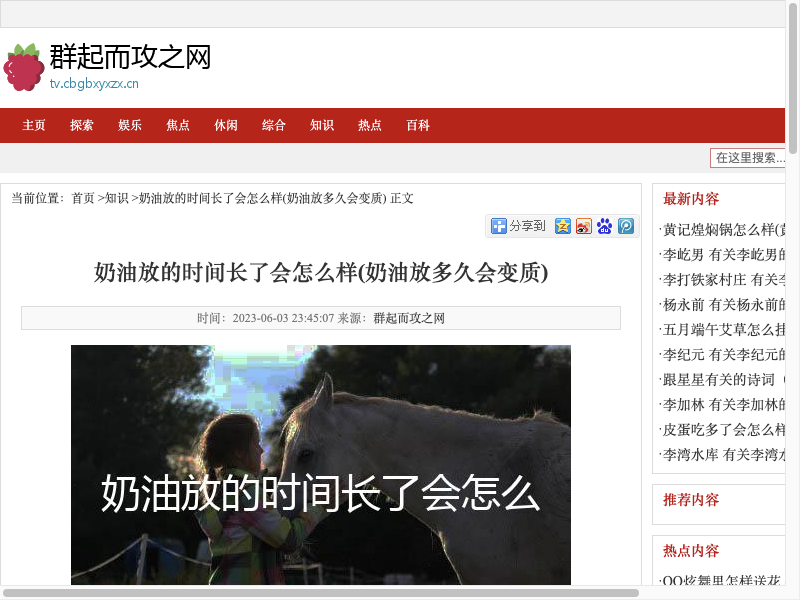 群起而攻之网
tv.cbgbxyxzx.cn
主页 探索 娱乐 焦点 休闲 综合 知识 热点 百科
在这里搜索...
当前位置：首页 >知识 >奶油放的时间长了会怎么样(奶油放多久会变质) 正文
分享到
奶油放的时间长了会怎么样(奶油放多久会变质)
时间：2023-06-03 23:45:07 来源：群起而攻之网
奶油放的时间长了会怎么
最新内容
·黄记煌焖锅怎么样(黄
·李屹男 有关李屹男的
·李打铁家村庄 有关李
·杨永前 有关杨永前的
·五月端午艾草怎么挂
·李纪元 有关李纪元的
·跟星星有关的诗词（
·李加林 有关李加林的
·皮蛋吃多了会怎么样
·李湾水库 有关李湾水
推荐内容
热点内容
·QQ炫舞里怎样送花